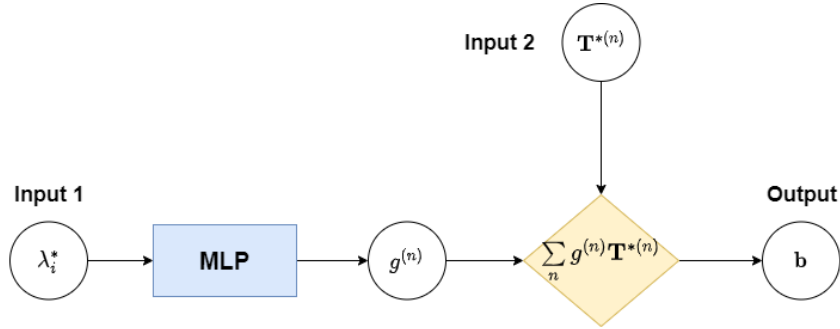 Input 2
T*(n)
Input 1
Output
λ*i
MLP
g(n)
∑n g(n)T*(n)
b